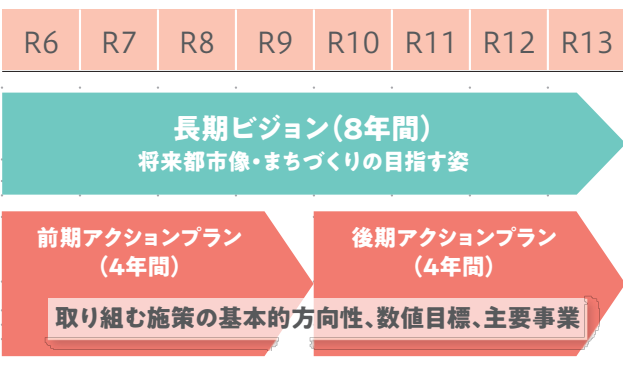 R6 R7 R8 R9 R10 R11 R12 R13
長期ビジョン(8年間)
将来都市像・まちづくりの目指す姿
前期アクションプラン
(4年間)
後期アクションプラン
(4年間)
取り組む施策の基本的方向性、数値目標、主要事業